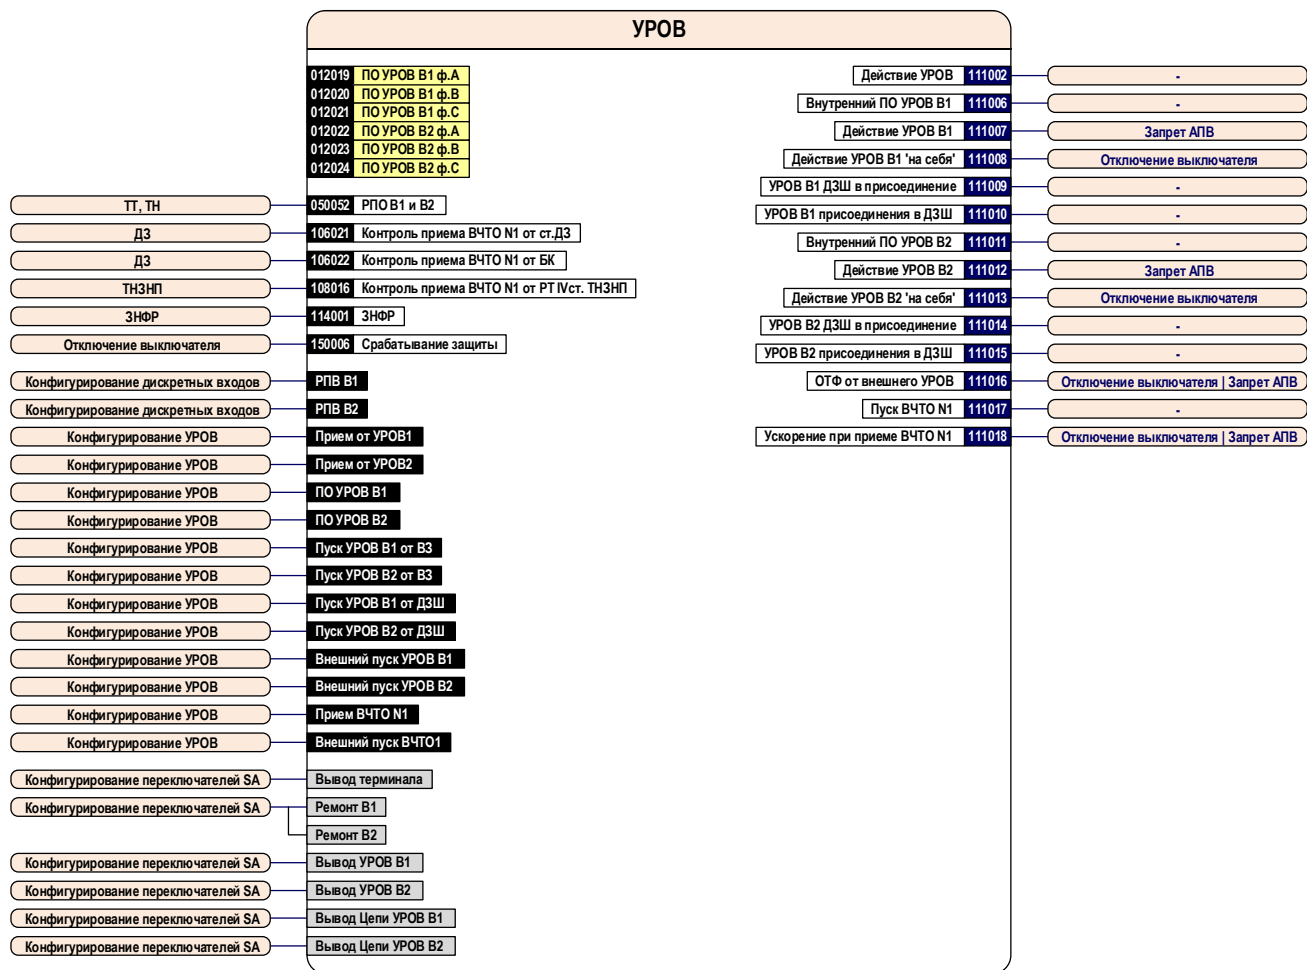 УРОВ
012019 ПО УРОВ В1 ф.А
012020 ПО УРОВ В1 ф.В
012021 ПО УРОВ В1 ф.С
012022 ПО УРОВ В2 ф.А
012023 ПО УРОВ В2 ф.В
012024 ПО УРОВ В2 ф.С
ТТ, ТН 050052 РПО В1 и В2
ДЗ 106021 Контроль приема ВЧТО N1 от ст.ДЗ
ДЗ 106022 Контроль приема ВЧТО N1 от БК
ТНЗНП 108016 Контроль приема ВЧТО N1 от РТ IVст. ТНЗНП
ЗНФР 114001 ЗНФР
Отключение выключателя 150006 Срабатывание защиты
Конфигурирование дискретных входов РПВ В1
Конфигурирование дискретных входов РПВ В2
Конфигурирование УРОВ Прием от УРОВ1
Конфигурирование УРОВ Прием от УРОВ2
Конфигурирование УРОВ ПО УРОВ В1
Конфигурирование УРОВ ПО УРОВ В2
Конфигурирование УРОВ Пуск УРОВ В1 от ВЗ
Конфигурирование УРОВ Пуск УРОВ В2 от ВЗ
Конфигурирование УРОВ Пуск УРОВ В1 от ДЗШ
Конфигурирование УРОВ Пуск УРОВ В2 от ДЗШ
Конфигурирование УРОВ Внешний пуск УРОВ В1
Конфигурирование УРОВ Внешний пуск УРОВ В2
Конфигурирование УРОВ Прием ВЧТО N1
Конфигурирование УРОВ Внешний пуск ВЧТО1
Конфигурирование переключателей SA Вывод терминала
Конфигурирование переключателей SA Ремонт В1
Ремонт В2
Конфигурирование переключателей SA Вывод УРОВ В1
Конфигурирование переключателей SA Вывод УРОВ В2
Конфигурирование переключателей SA Вывод Цепи УРОВ В1
Конфигурирование переключателей SA Вывод Цепи УРОВ В2
Действие УРОВ 111002 -
Внутренний ПО УРОВ В1 111006 -
Действие УРОВ В1 111007 Запрет АПВ
Действие УРОВ В1 'на себя' 111008 Отключение выключателя
УРОВ В1 ДЗШ в присоединение 111009 -
УРОВ В1 присоединения в ДЗШ 111010 -
Внутренний ПО УРОВ В2 111011 -
Действие УРОВ В2 111012 Запрет АПВ
Действие УРОВ В2 'на себя' 111013 Отключение выключателя
УРОВ В2 ДЗШ в присоединение 111014 -
УРОВ В2 присоединения в ДЗШ 111015 -
ОТФ от внешнего УРОВ 111016 Отключение выключателя | Запрет АПВ
Пуск ВЧТО N1 111017 -
Ускорение при приеме ВЧТО N1 111018 Отключение выключателя | Запрет АПВ